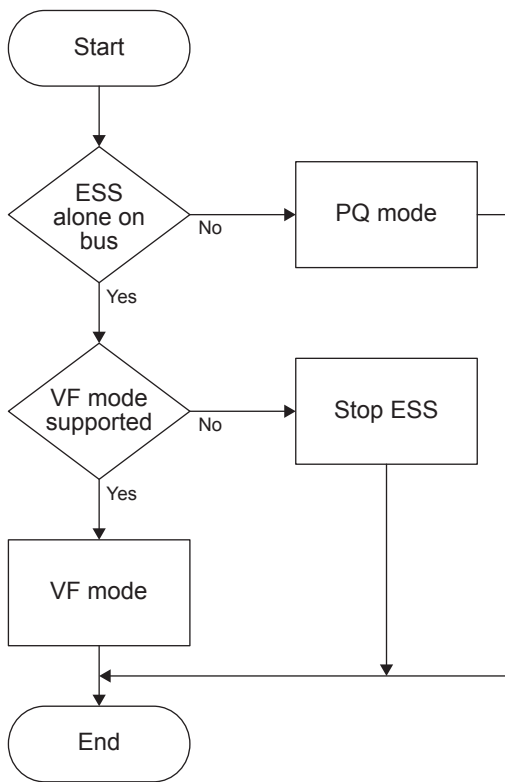 Start
ESS
alone on
bus
No
PQ mode
Yes
VF mode
supported
No
Stop ESS
Yes
VF mode
End